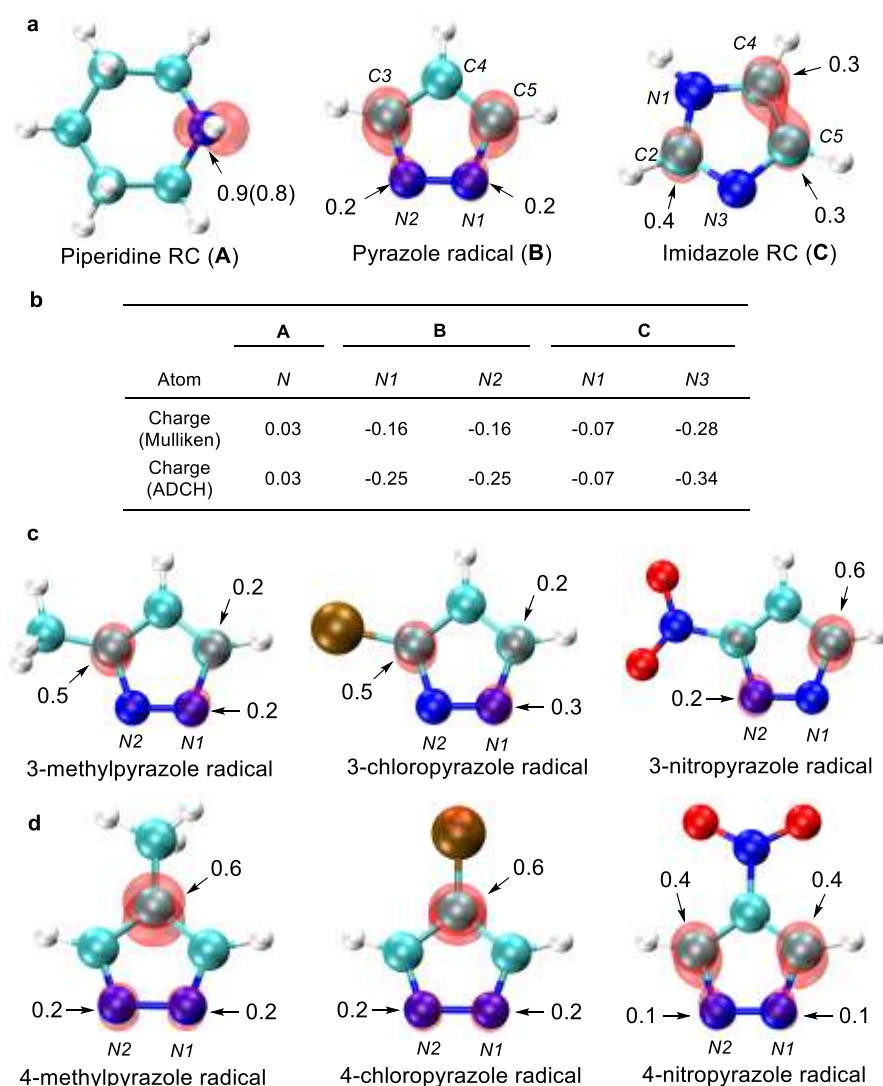 a
C3
C4
C5
C4
0.3
N1
C2
C5
0.9(0.8)
0.2
N2
N1
0.2
0.4
N3
0.3
Piperidine RC (A)
Pyrazole radical (B)
Imidazole RC (C)
b
A B C
Atom N N1 N2 N1 N3
Charge
(Mulliken) 0.03 -0.16 -0.16 -0.07 -0.28
Charge
(ADCH) 0.03 -0.25 -0.25 -0.07 -0.34
c
0.2
0.5
0.2
N2 N1
3-methylpyrazole radical
0.2
0.5
0.3
N2 N1
3-chloropyrazole radical
0.6
0.2
N2 N1
3-nitropyrazole radical
d
0.6
0.2
0.2
N2 N1
4-methylpyrazole radical
0.6
0.2
0.2
N2 N1
4-chloropyrazole radical
0.4
0.4
0.1
0.1
N2 N1
4-nitropyrazole radical